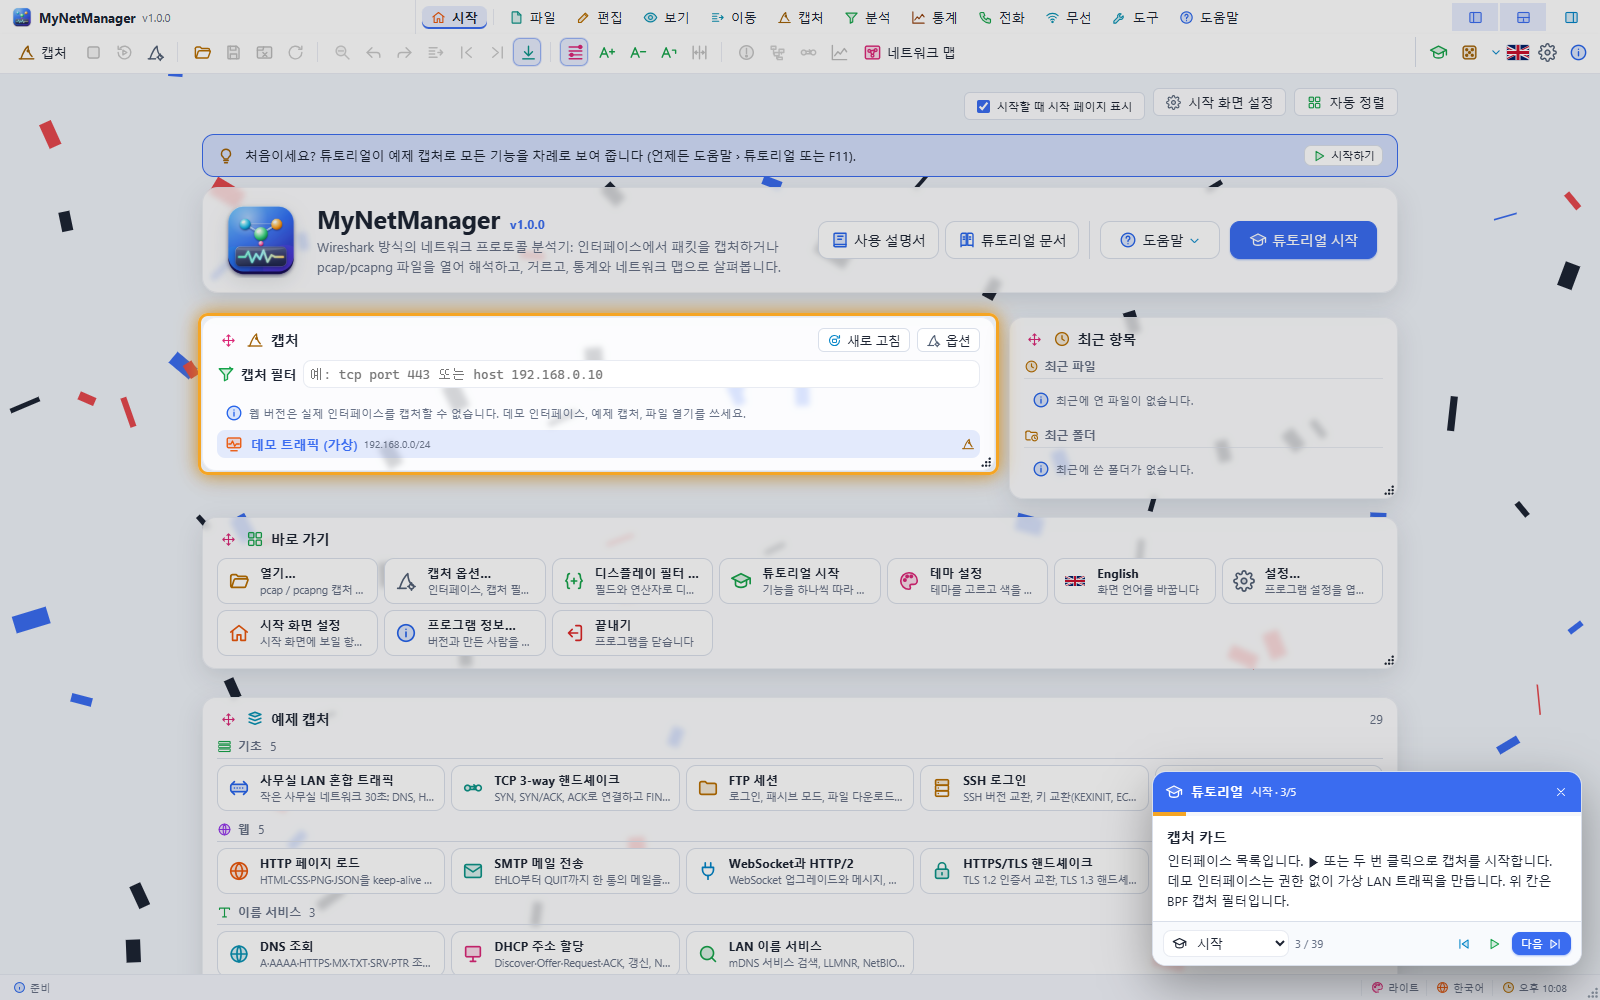 MyNetManager v1.0.0
시작 파일 편집 보기 이동 캡처 분석 통계 전화 무선 도구 도움말
캡처 네트워크 맵
시작할 때 시작 페이지 표시 시작 화면 설정 자동 정렬
처음이세요? 튜토리얼이 예제 캡처로 모든 기능을 차례로 보여 줍니다 (언제든 도움말 › 튜토리얼 또는 F11). 시작하기
MyNetManager v1.0.0
Wireshark 방식의 네트워크 프로토콜 분석기: 인터페이스에서 패킷을 캡처하거나
pcap/pcapng 파일을 열어 해석하고, 거르고, 통계와 네트워크 맵으로 살펴봅니다.
사용 설명서 튜토리얼 문서 도움말 튜토리얼 시작
캡처 새로 고침 옵션
캡처 필터 예: tcp port 443 또는 host 192.168.0.10
웹 버전은 실제 인터페이스를 캡처할 수 없습니다. 데모 인터페이스, 예제 캡처, 파일 열기를 쓰세요.
데모 트래픽 (가상) 192.168.0.0/24
최근 항목
최근 파일
최근에 연 파일이 없습니다.
최근 폴더
최근에 쓴 폴더가 없습니다.
바로 가기
열기... 캡처 옵션... 디스플레이 필터 ... 튜토리얼 시작 테마 설정 English 설정...
pcap / pcapng 캡처 ... 인터페이스, 캡처 필... 필드와 연산자로 디... 기능을 하나씩 따라 ... 테마를 고르고 색을 ... 화면 언어를 바꿉니다 프로그램 설정을 엽...
시작 화면 설정 프로그램 정보... 끝내기
시작 화면에 보일 항... 버전과 만든 사람을 ... 프로그램을 닫습니다
예제 캡처 29
기초 5
사무실 LAN 혼합 트래픽 TCP 3-way 핸드셰이크 FTP 세션 SSH 로그인
작은 사무실 네트워크 30초: DNS, H... SYN, SYN/ACK, ACK로 연결하고 FIN... 로그인, 패시브 모드, 파일 다운로드... SSH 버전 교환, 키 교환(KEXINIT, EC...
웹 5
HTTP 페이지 로드 SMTP 메일 전송 WebSocket과 HTTP/2 HTTPS/TLS 핸드셰이크
HTML·CSS·PNG·JSON을 keep-alive ... EHLO부터 QUIT까지 한 통의 메일을... WebSocket 업그레이드와 메시지, ... TLS 1.2 인증서 교환, TLS 1.3 핸드셰...
이름 서비스 3
DNS 조회 DHCP 주소 할당 LAN 이름 서비스
A·AAAA·HTTPS·MX·TXT·SRV·PTR 조... Discover·Offer·Request·ACK, 갱신, N... mDNS 서비스 검색, LLMNR, NetBIO...
튜토리얼 시작 · 3/5
캡처 카드
인터페이스 목록입니다. ▶ 또는 두 번 클릭으로 캡처를 시작합니다.
데모 인터페이스는 권한 없이 가상 LAN 트래픽을 만듭니다. 위 칸은
BPF 캡처 필터입니다.
시작 3 / 39 다음
준비 라이트 한국어 오후 10:08